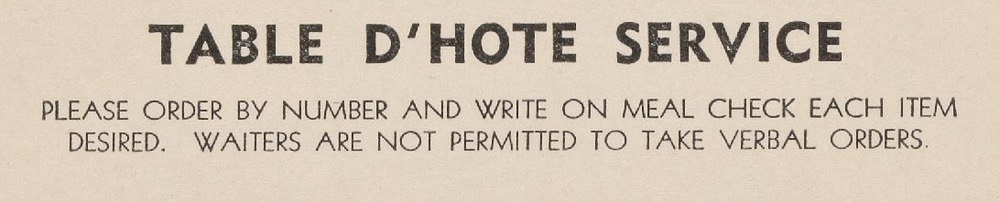 TABLE D'HOTE SERVICE
PLEASE ORDER BY NUMBER AND WRITE ON MEAL CHECK EACH ITEM
DESIRED. WAITERS ARE NOT PERMITTED TO TAKE VERBAL ORDERS.